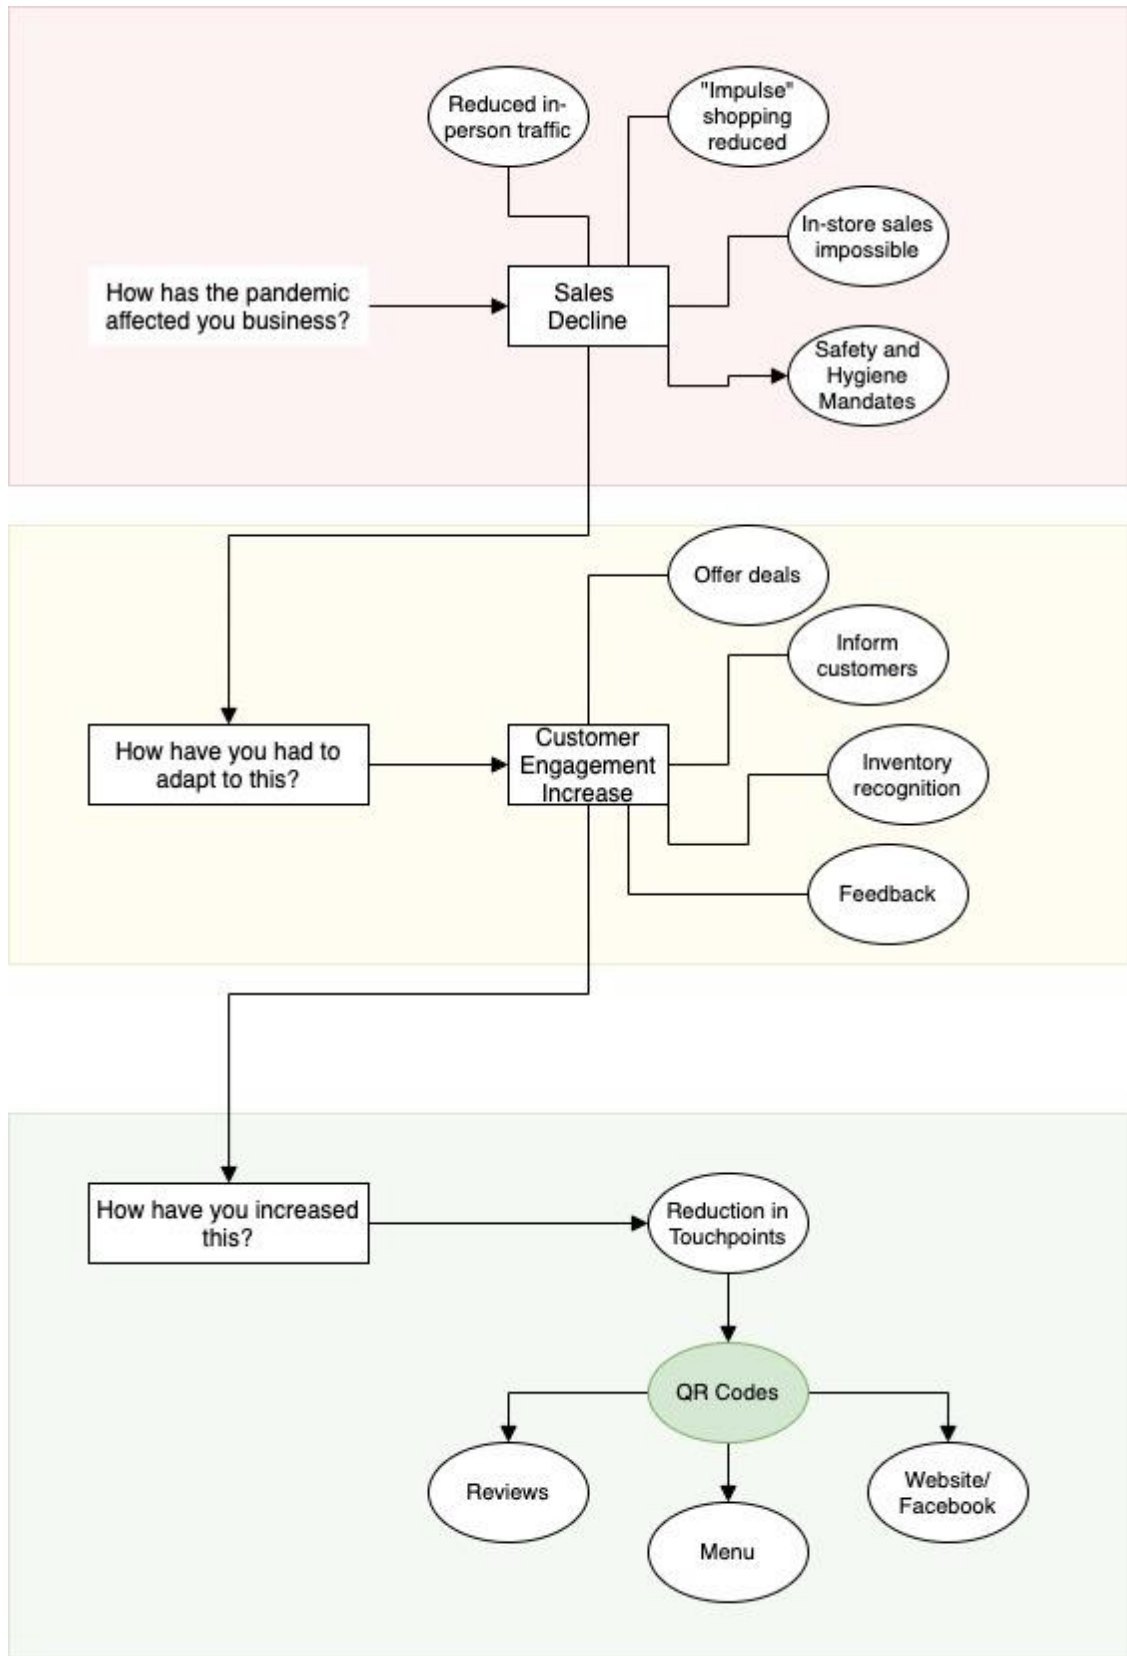 Reduced in-
person traffic
"Impulse"
shopping
reduced
In-store sales
impossible
How has the pandemic
affected you business?
Sales
Decline
Safety and
Hygiene
Mandates
Offer deals
Inform
customers
How have you had to
adapt to this?
Customer
Engagement
Increase
Inventory
recognition
Feedback
How have you increased
this?
Reduction in
Touchpoints
QR Codes
Reviews
Menu
Website/
Facebook